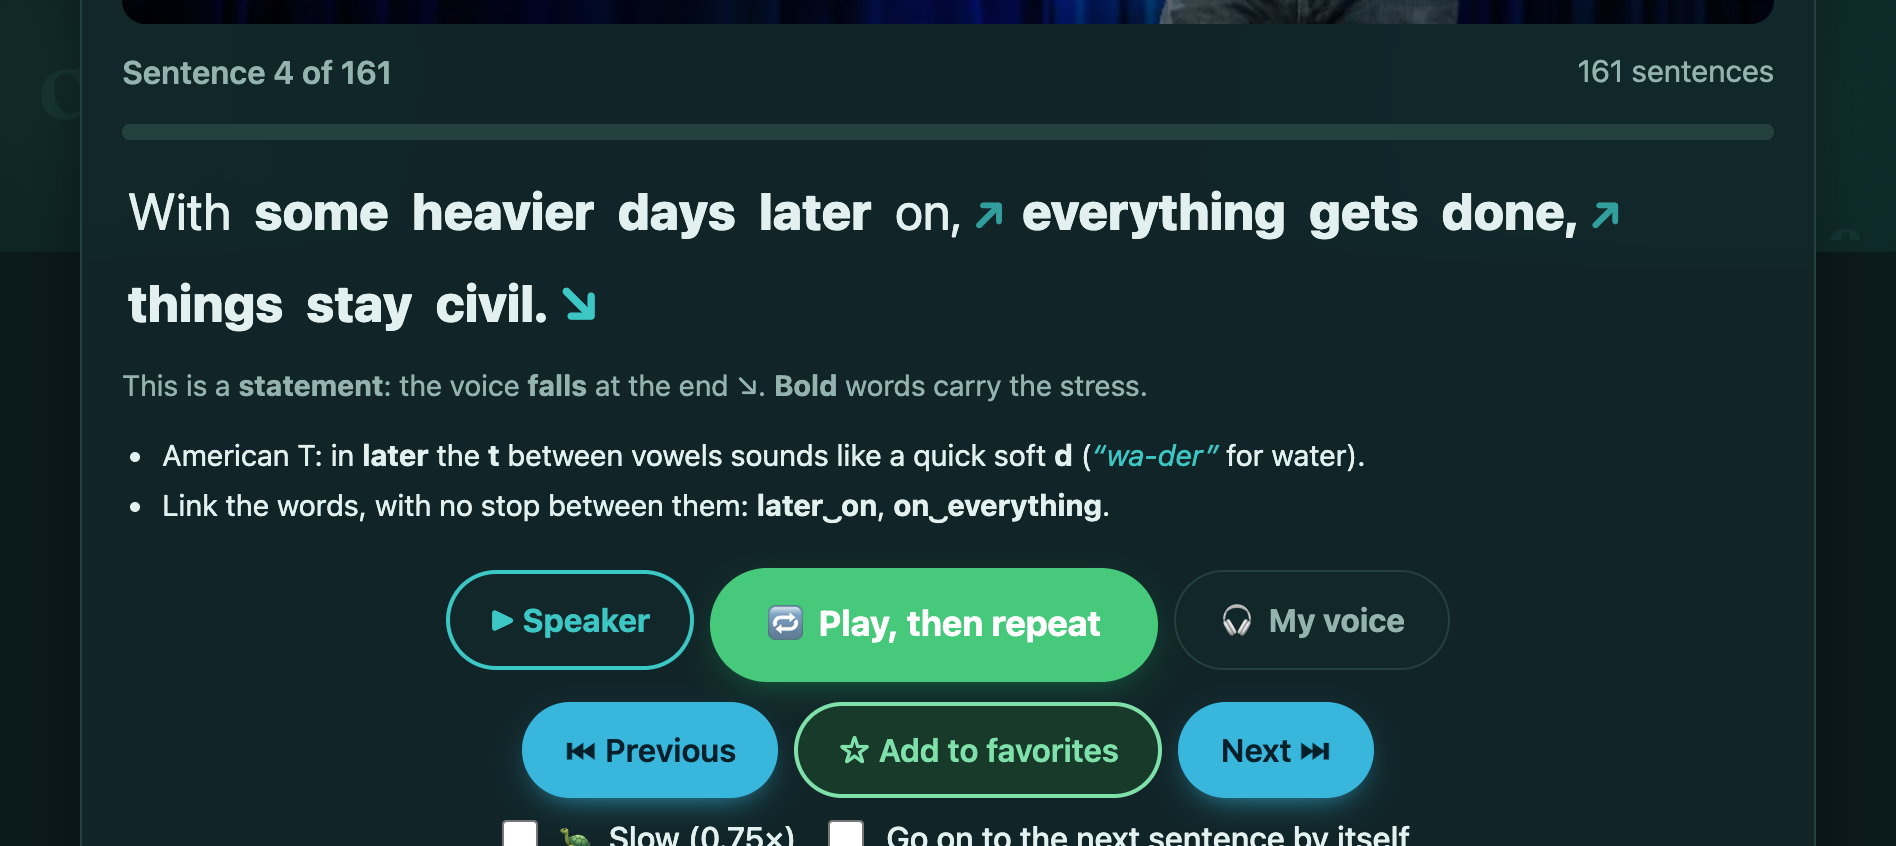 Sentence 4 of 161
161 sentences
With some heavier days later on, ↗ everything gets done, ↗
things stay civil. ↘
This is a statement: the voice falls at the end ↘. Bold words carry the stress.
• American T: in later the t between vowels sounds like a quick soft d (“wa-der” for water).
• Link the words, with no stop between them: later‿on, on‿everything.
▶ Speaker
🔁 Play, then repeat
🎧 My voice
⏮ Previous
☆ Add to favorites
Next ⏭
🐢 Slow (0.75×)
Go on to the next sentence by itself